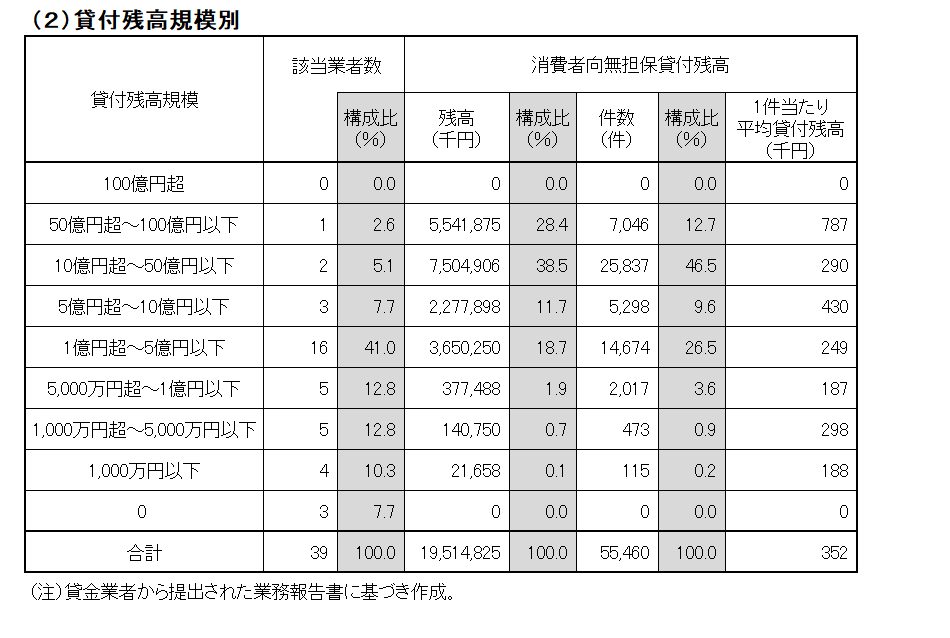 （２）貸付残高規模別
貸付残高規模 該当業者数 消費者向無担保貸付残高
構成比（％） 残高（千円） 構成比（％） 件数（件） 構成比（％） １件当たり平均貸付残高（千円）
100億円超 0 0.0 0 0.0 0 0.0 0
50億円超～100億円以下 1 2.6 5,541,875 28.4 7,046 12.7 787
10億円超～50億円以下 2 5.1 7,504,906 38.5 25,837 46.5 290
5億円超～10億円以下 3 7.7 2,277,898 11.7 5,298 9.6 430
1億円超～5億円以下 16 41.0 3,650,250 18.7 14,674 26.5 249
5,000万円超～1億円以下 5 12.8 377,488 1.9 2,017 3.6 187
1,000万円超～5,000万円以下 5 12.8 140,750 0.7 473 0.9 298
1,000万円以下 4 10.3 21,658 0.1 115 0.2 188
0 3 7.7 0 0.0 0 0.0 0
合計 39 100.0 19,514,825 100.0 55,460 100.0 352
（注）貸金業者から提出された業務報告書に基づき作成。